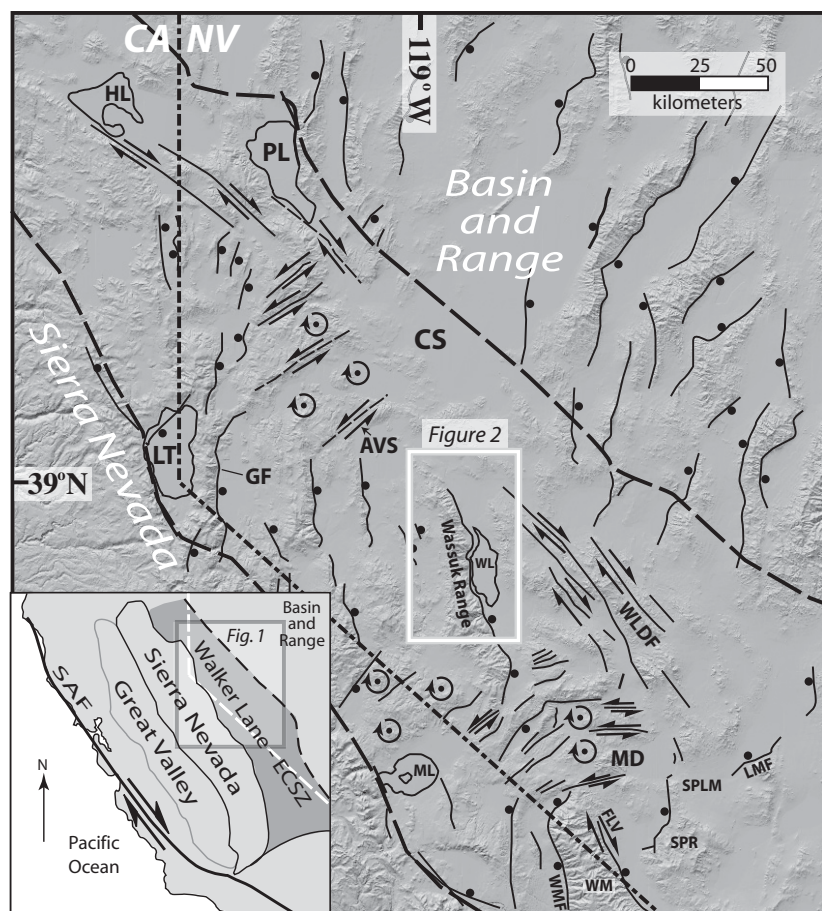 CA NV
119° W
0 25 50
kilometers
HL
PL
Basin
and
Range
CS
Sierra Nevada
LT
AVS
Figure 2
39°N
GF
Wassuk Range
WL
WLDF
MD
ML
LMF
SPLM
SPR
FLV
WM
WMF
Basin
and
Range
Fig. 1
Walker Lane
ECSZ
Sierra Nevada
Great Valley
SAF
N
Pacific
Ocean